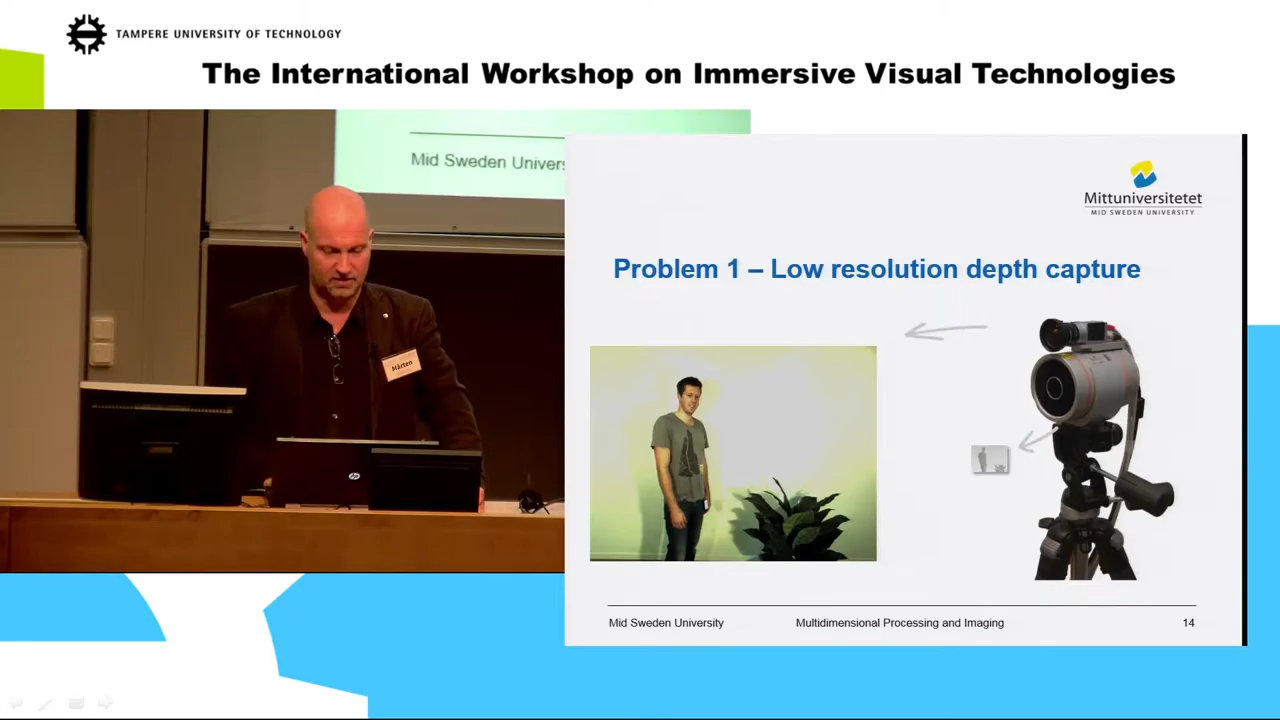 TAMPERE UNIVERSITY OF TECHNOLOGY
The International Workshop on Immersive Visual Technologies
Mid Sweden Univers
Mårten
hp
Mittuniversitetet
MID SWEDEN UNIVERSITY
Problem 1 – Low resolution depth capture
Mid Sweden University Multidimensional Processing and Imaging 14